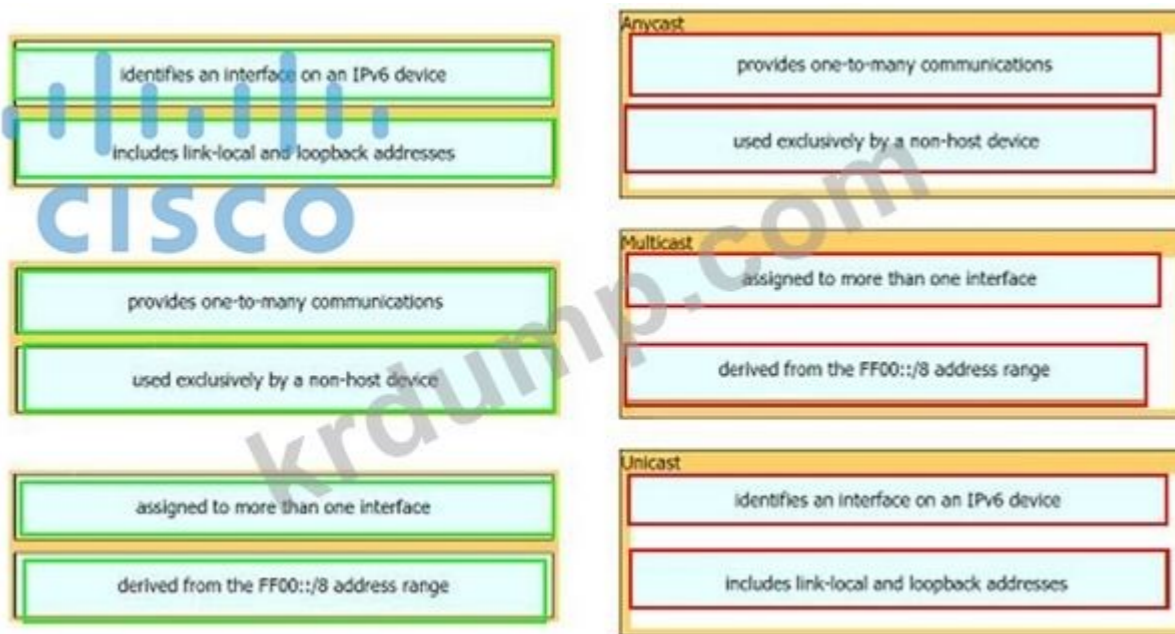 identifies an interface on an IPv6 device
includes link-local and loopback addresses
CISCO
provides one-to-many communications
used exclusively by a non-host device
assigned to more than one interface
derived from the FF00::/8 address range
Anycast
provides one-to-many communications
used exclusively by a non-host device
Multicast
assigned to more than one interface
derived from the FF00::/8 address range
Unicast
identifies an interface on an IPv6 device
includes link-local and loopback addresses
krdump.com